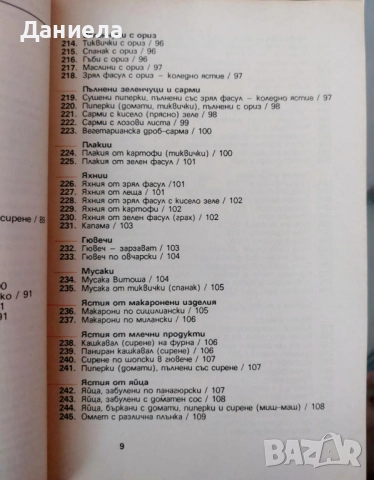 Даниела
с ориз
214. Тиквички с ориз / 96
215. Спанак с ориз / 96
216. Гъби с ориз / 96
217. Маслини с ориз / 97
218. Зрял фасул с ориз – коледно ястие / 97
Пълнени зеленчуци и сарми
219. Сушени пиперки, пълнени със зрял фасул – коледно ястие / 97
220. Пиперки (домати, тиквички), пълнени с ориз / 98
221. Сарми с кисело (прясно) зеле / 98
222. Сарми с лозови листа / 99
223. Вегетарианска дроб-сарма / 100
Плакии
224. Плакия от картофи (тиквички) / 100
225. Плакия от зелен фасул / 101
Яхнии
226. Яхния от зрял фасул /101
227. Яхния от леща / 101
228. Яхния от зрял фасул с кисело зеле / 102
229. Яхния от картофи / 102
230. Яхния от зелен фасул (грах) / 102
231. Капама / 103
Гювечи
232. Гювеч – зарзават / 103
233. Гювеч по овчарски / 104
Мусаки
234. Мусака Витоша / 104
235. Мусака от тиквички (спанак) / 105
Ястия от макаронени изделия
236. Макарони по сицилиански / 105
237. Макарони по милански / 106
Ястия от млечни продукти
238. Кашкавал (сирене) на фурна / 106
239. Паниран кашкавал (сирене) / 106
240. Сирене по шопски в гювече / 107
241. Пиперки (домати), пълнени със сирене / 107
Ястия от яйца
242. Яйца, забулени по панагюрски / 107
243. Яйца, забулени с доматен сос / 108
244. Яйца, бъркани с домати, пиперки и сирене (миш-маш) / 108
245. Омлет с различна плънка / 109
9
сирене / 89
90
ко / 91
91
91
BAZAR.bg